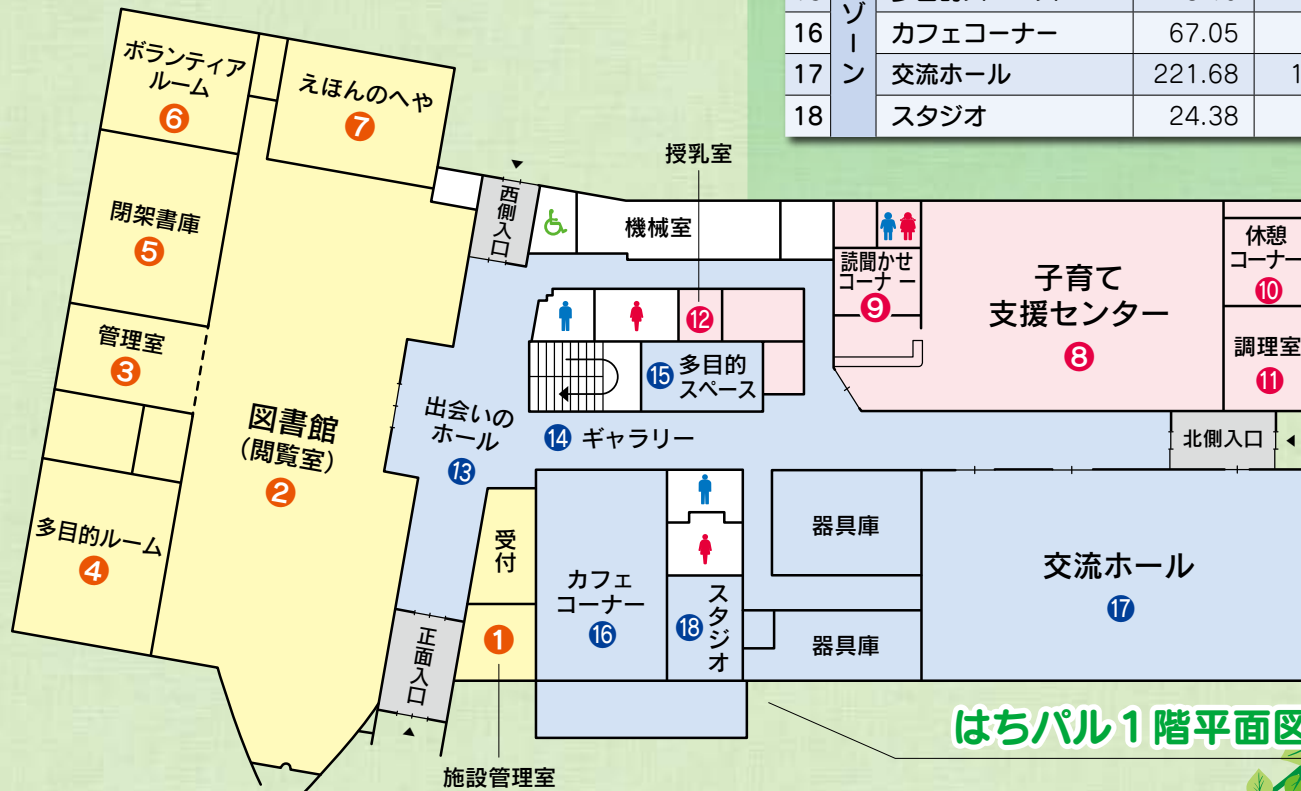 ゾーン
16 カフェコーナー 67.05
17 交流ホール 221.68 1
18 スタジオ 24.38
ボランティア
ルーム
6
えほんのへや
7
閉架書庫
5
管理室
3
図書館
(閲覧室)
2
多目的ルーム
4
西側入口
機械室
授乳室
12
読聞かせ
コーナー
9
子育て
支援センター
8
休憩
コーナー
10
調理室
11
15 多目的
スペース
出会いの
ホール
13
14 ギャラリー
北側入口
受付
1
正面入口
施設管理室
カフェ
コーナー
16
18 スタジオ
器具庫
器具庫
交流ホール
17
はちパル1階平面図